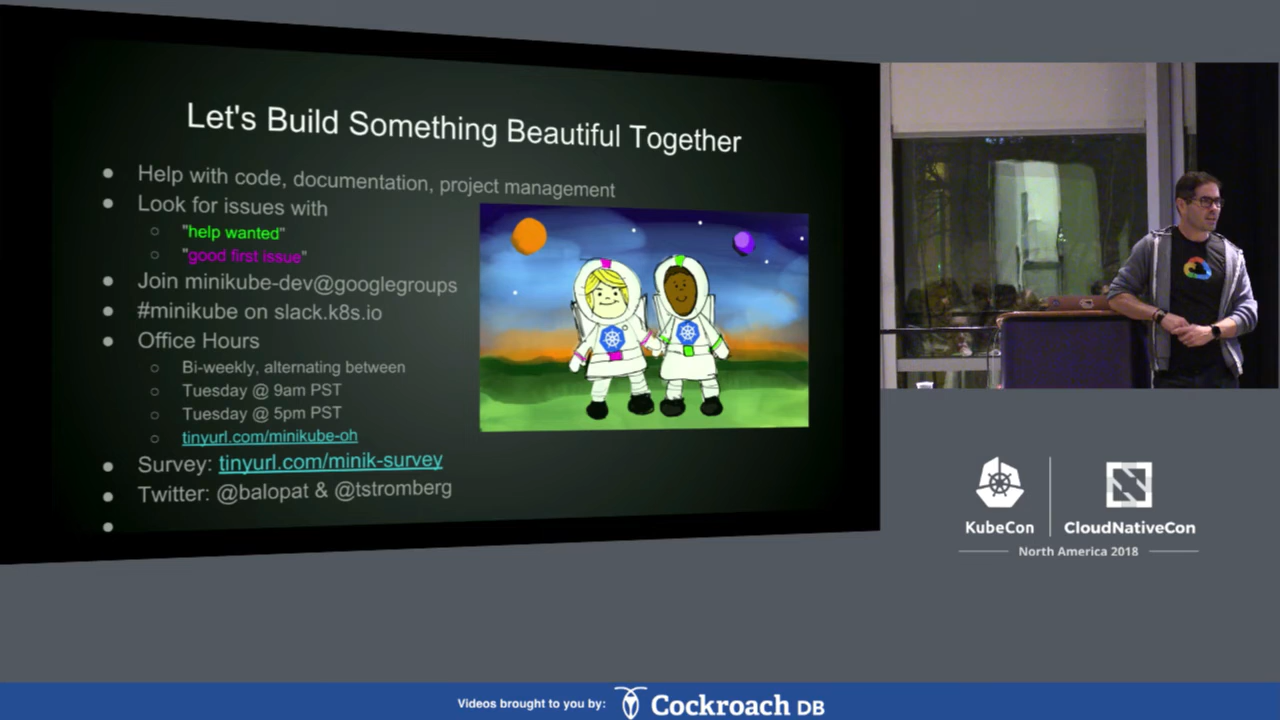 Let's Build Something Beautiful Together
● Help with code, documentation, project management
● Look for issues with
○ "help wanted"
○ "good first issue"
● Join minikube-dev@googlegroups
● #minikube on slack.k8s.io
● Office Hours
○ Bi-weekly, alternating between
○ Tuesday @ 9am PST
○ Tuesday @ 5pm PST
○ tinyurl.com/minikube-oh
● Survey: tinyurl.com/minik-survey
● Twitter: @balopat & @tstromberg
●
KubeCon
CloudNativeCon
North America 2018
Videos brought to you by: Cockroach DB